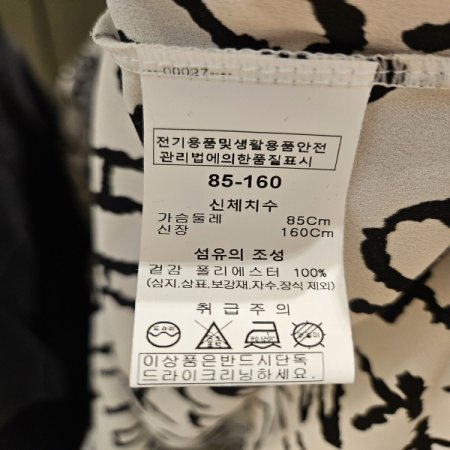 00027
전기용품및생활용품안전
관리법에의한품질표시
85-160
신체치수
가슴둘레 85Cm
신장 160Cm
섬유의 조성
겉감 폴리에스터 100%
(심지,상표,보강재,자수,장식 제외)
취급주의
드라이
이상품은반드시단독
드라이크리닝하세요.